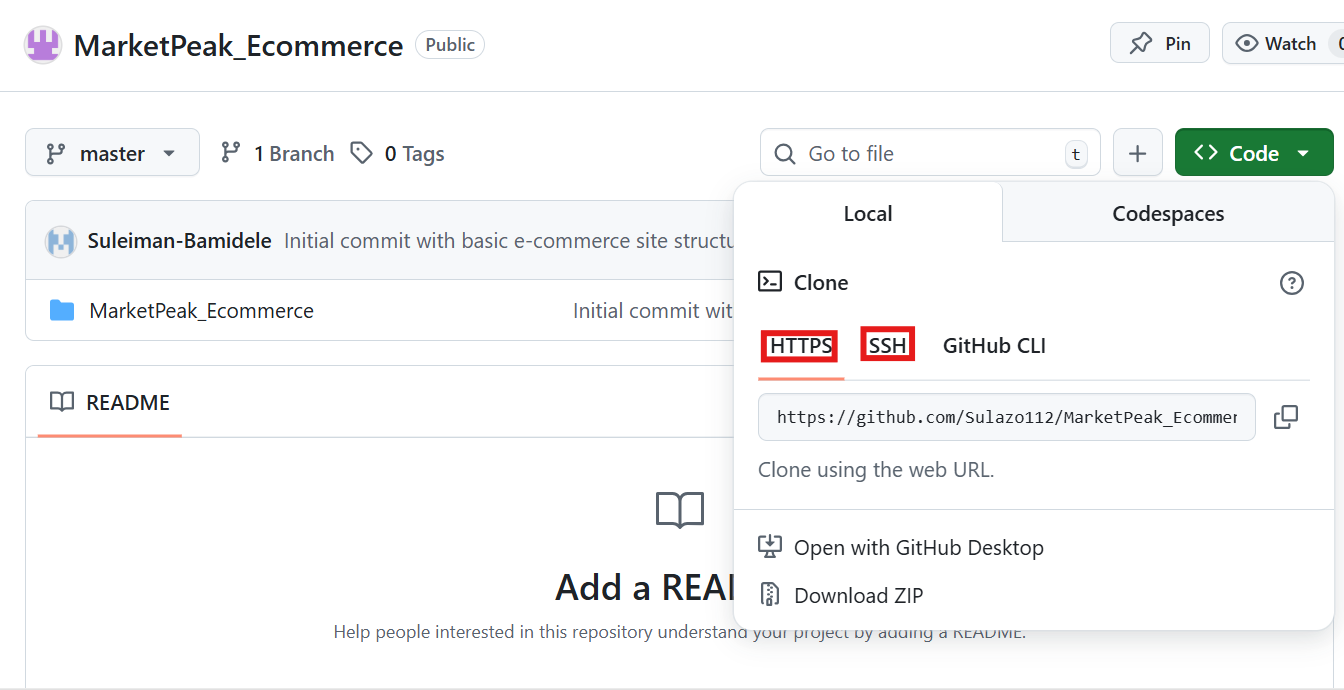 MarketPeak_Ecommerce Public
Pin
Watch
master
1 Branch
0 Tags
Go to file
t
Code
Suleiman-Bamidele Initial commit with basic e-commerce site structu
MarketPeak_Ecommerce
Initial commit wit
README
Add a REA
Help people interested in this repository understand your project by adding a README.
Local
Codespaces
Clone
HTTPS
SSH
GitHub CLI
https://github.com/Sulazo112/MarketPeak_Ecommer
Clone using the web URL.
Open with GitHub Desktop
Download ZIP